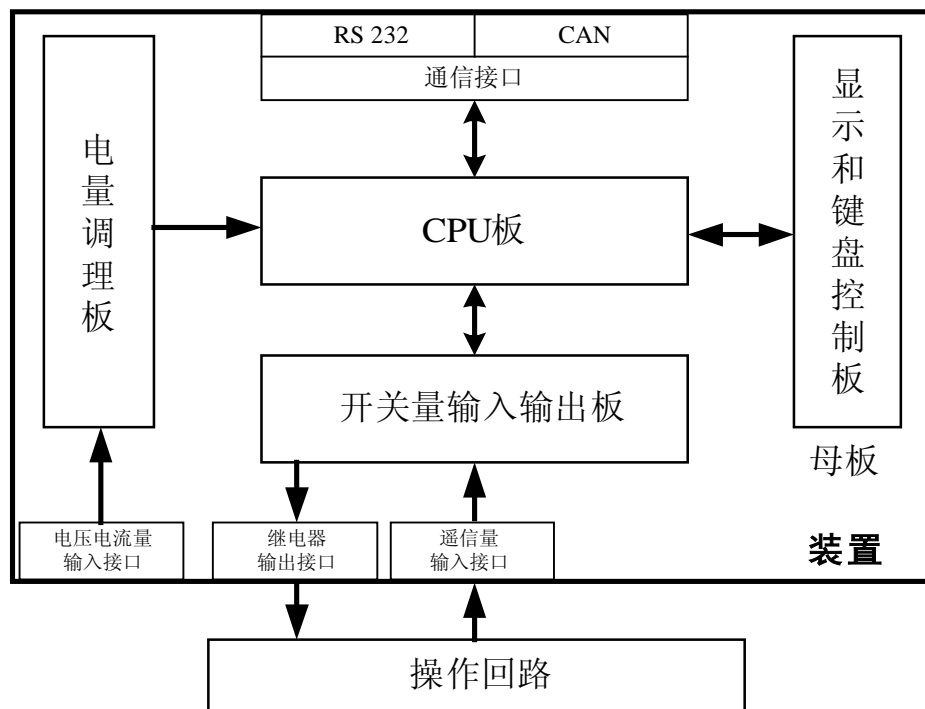 RS 232
CAN
通信接口
电量调理板
CPU板
显示和键盘控制板
开关量输入输出板
母板
电压电流量
输入接口
继电器
输出接口
遥信量
输入接口
装置
操作回路